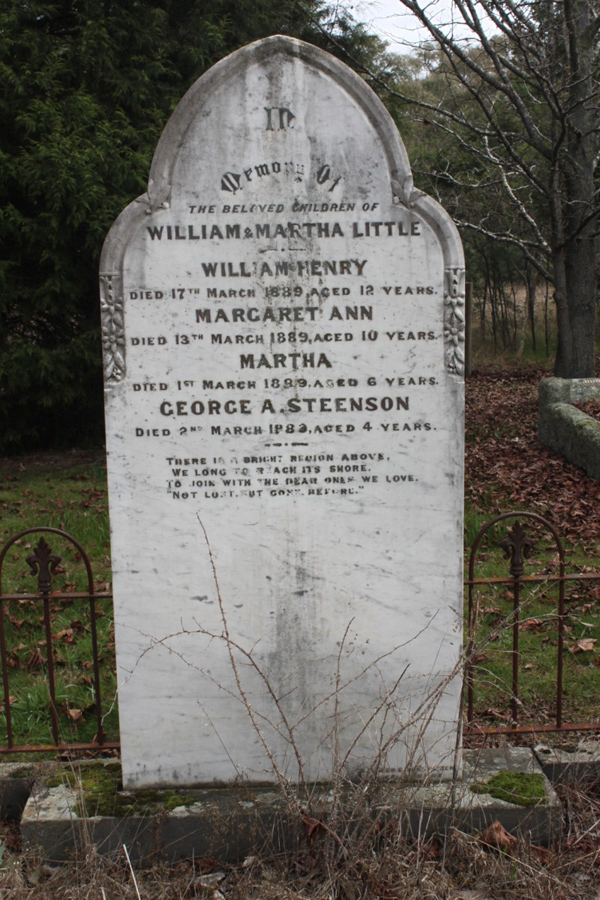 IN
Memory Of
THE BELOVED CHILDREN OF
WILLIAM & MARTHA LITTLE
WILLIAM HENRY
DIED 17TH MARCH 1889, AGED 12 YEARS.
MARGARET ANN
DIED 13TH MARCH 1889, AGED 10 YEARS.
MARTHA
DIED 1ST MARCH 1889, AGED 6 YEARS.
GEORGE A. STEENSON
DIED 2ND MARCH 1889, AGED 4 YEARS.
THERE IS A BRIGHT REGION ABOVE,
WE LONG TO REACH ITS SHORE,
TO JOIN WITH THE DEAR ONES WE LOVE,
"NOT LOST, BUT GONE BEFORE."